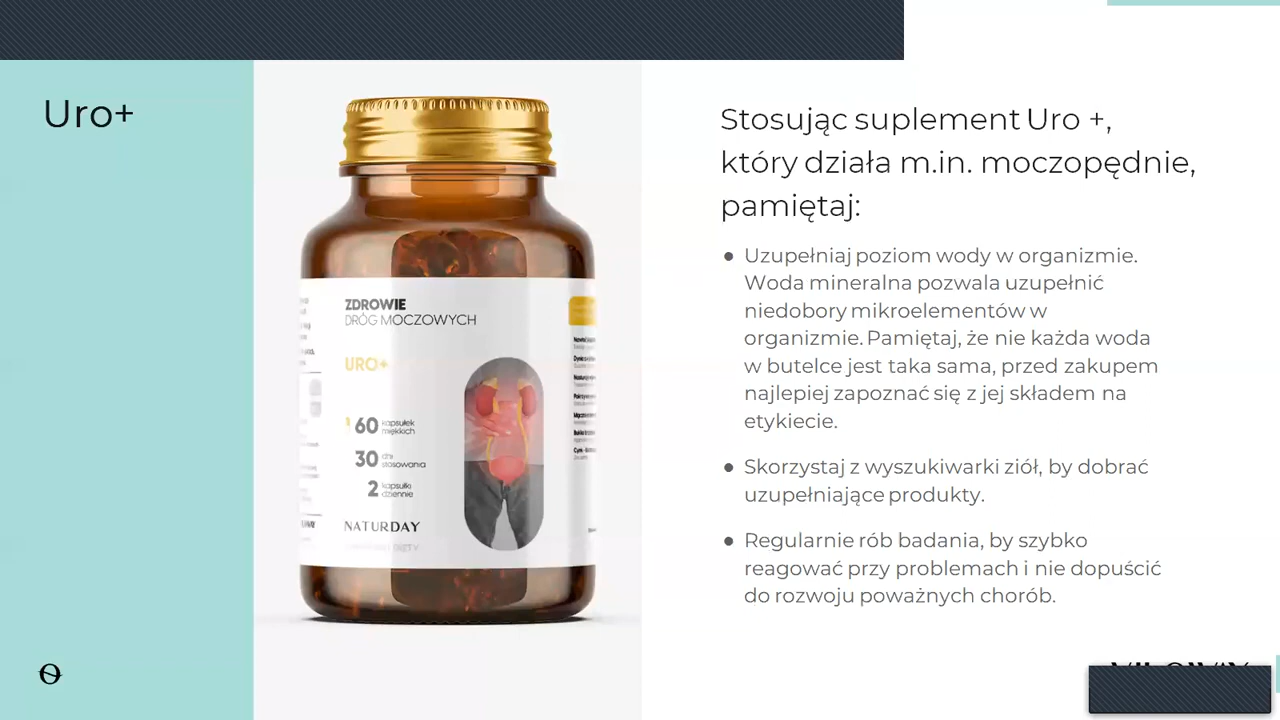 Uro+
ZDROWIE
DRÓG MOCZOWYCH
URO+
60 kapsułek
miękkich
30 dni
stosowania
2 kapsułki
dziennie
NATURDAY
Stosując suplement Uro +,
który działa m.in. moczopędnie,
pamiętaj:
● Uzupełniaj poziom wody w organizmie.
Woda mineralna pozwala uzupełnić
niedobory mikroelementów w
organizmie. Pamiętaj, że nie każda woda
w butelce jest taka sama, przed zakupem
najlepiej zapoznać się z jej składem na
etykiecie.
● Skorzystaj z wyszukiwarki ziół, by dobrać
uzupełniające produkty.
● Regularnie rób badania, by szybko
reagować przy problemach i nie dopuścić
do rozwoju poważnych chorób.